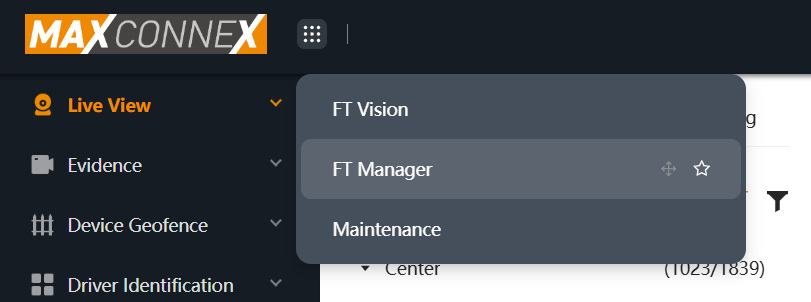 MAXCONNEX
Live View
FT Vision
g
Evidence
FT Manager
Device Geofence
Maintenance
Driver Identification
Center (1023/1839)